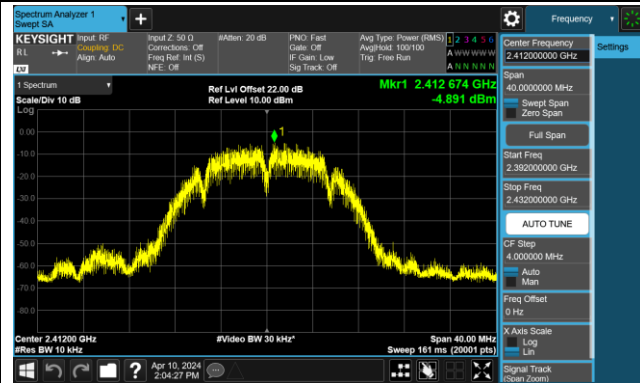 Spectrum Analyzer 1
Swept SA
Frequency
KEYSIGHT
RL
LXI
Input: RF
Coupling: DC
Align: Auto
Input Z: 50 Ω
Corrections: Off
Freq Ref: Int (S)
NFE: Off
#Atten: 20 dB
PNO: Fast
Gate: Off
IF Gain: Low
Sig Track: Off
Avg Type: Power (RMS)
Avg|Hold: 100/100
Trig: Free Run
1 2 3 4 5 6
A W W W W W
A N N N N N
1 Spectrum
Scale/Div 10 dB
Ref Lvl Offset 22.00 dB
Ref Level 10.00 dBm
Mkr1 2.412 674 GHz
-4.891 dBm
Log
0.00
-10.0
-20.0
-30.0
-40.0
-50.0
-60.0
-70.0
-80.0
1
Center 2.41200 GHz
#Res BW 10 kHz
#Video BW 30 kHz*
Span 40.00 MHz
Sweep 161 ms (20001 pts)
Center Frequency
2.412000000 GHz
Settings
Span
40.0000000 MHz
Swept Span
Zero Span
Full Span
Start Freq
2.392000000 GHz
Stop Freq
2.432000000 GHz
AUTO TUNE
CF Step
4.000000 MHz
Auto
Man
Freq Offset
0 Hz
X Axis Scale
Log
Lin
Signal Track
(Span Zoom)
?
Apr 10, 2024
2:04:27 PM